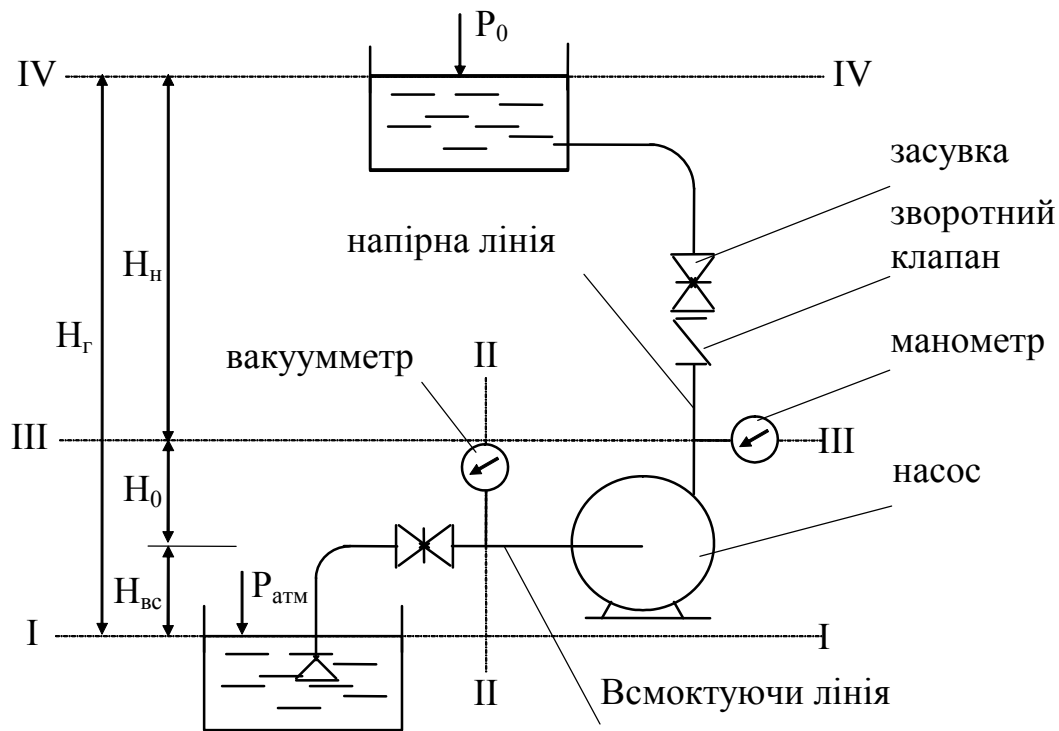 P₀
IV
IV
засувка
зворотний
клапан
напірна лінія
Hн
Hг
вакуумметр
II
манометр
III
III
H₀
насос
Hвс
Pатм
I
I
II
Всмоктуючи лінія